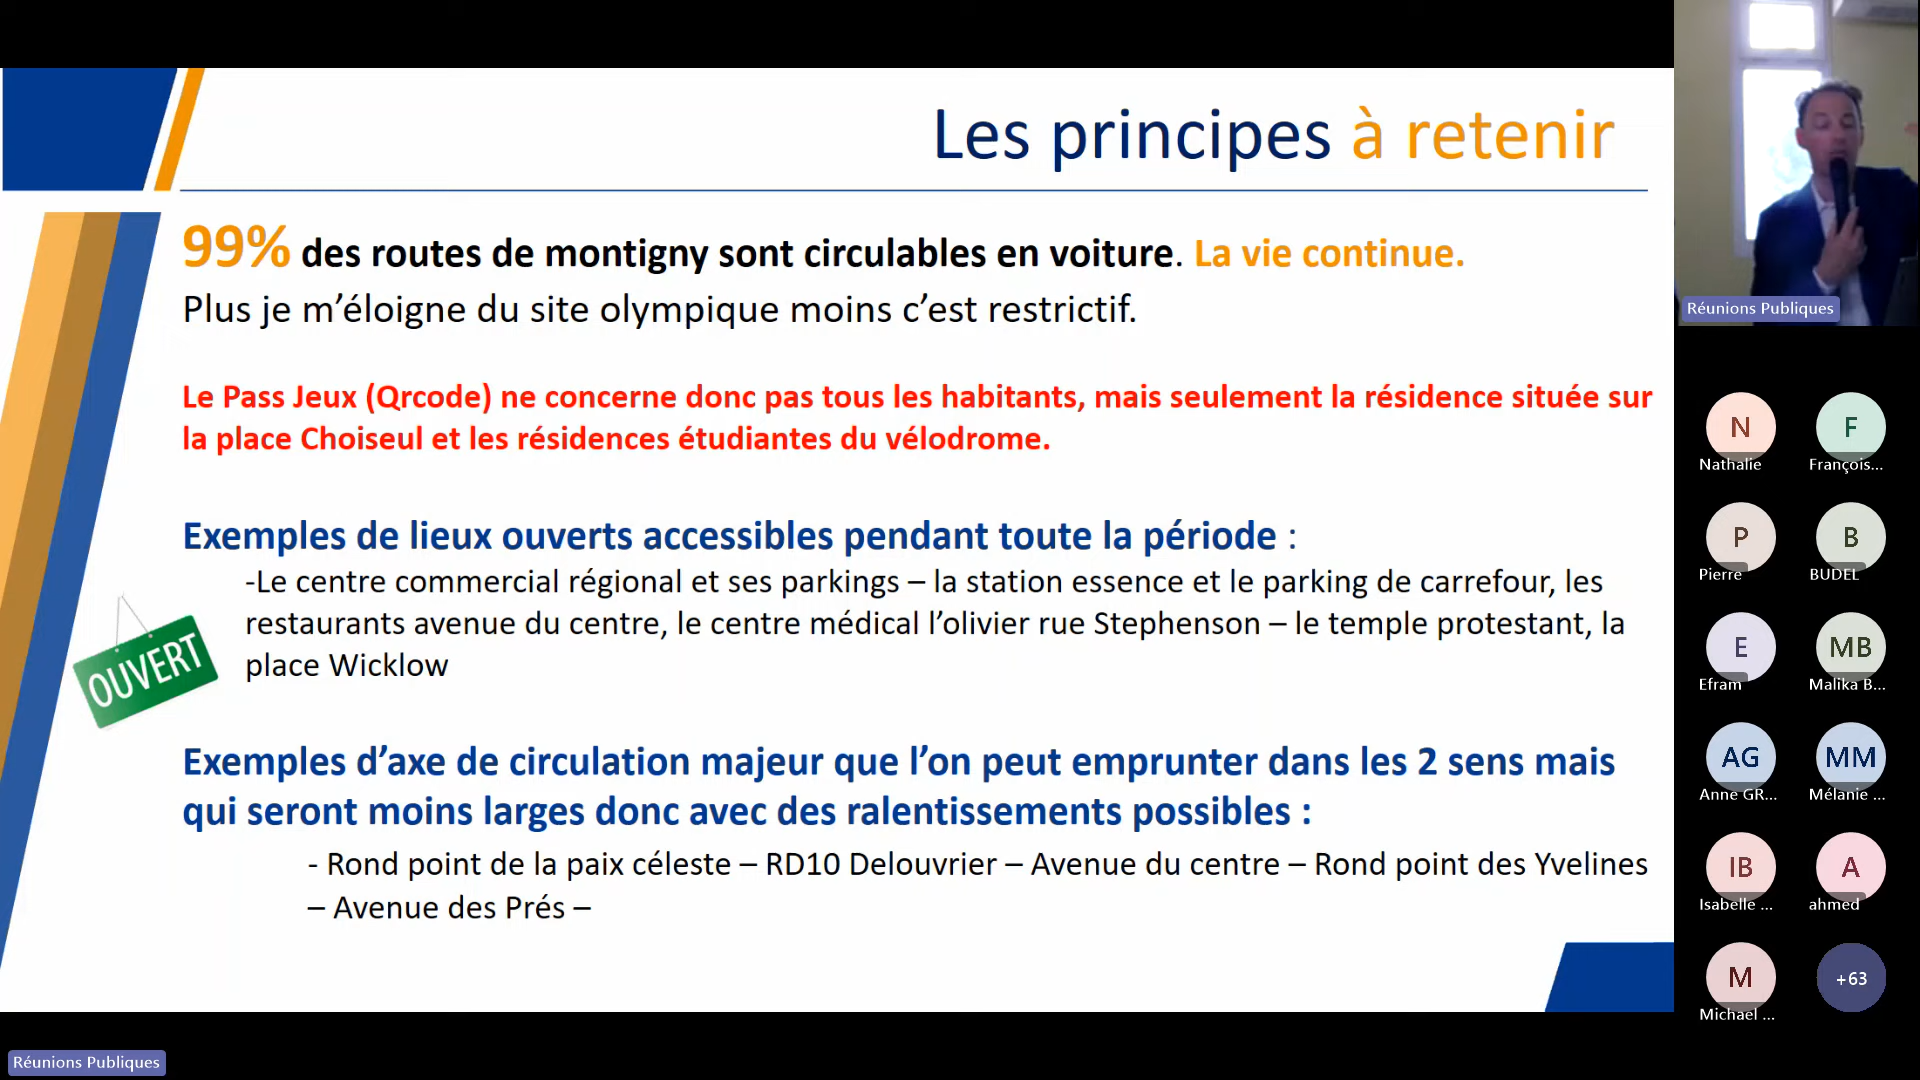 Les principes à retenir
99% des routes de montigny sont circulables en voiture. La vie continue.
Plus je m’éloigne du site olympique moins c’est restrictif.
Le Pass Jeux (Qrcode) ne concerne donc pas tous les habitants, mais seulement la résidence située sur
la place Choiseul et les résidences étudiantes du vélodrome.
Exemples de lieux ouverts accessibles pendant toute la période :
-Le centre commercial régional et ses parkings – la station essence et le parking de carrefour, les
restaurants avenue du centre, le centre médical l’olivier rue Stephenson – le temple protestant, la
place Wicklow
OUVERT
Exemples d’axe de circulation majeur que l’on peut emprunter dans les 2 sens mais
qui seront moins larges donc avec des ralentissements possibles :
- Rond point de la paix céleste – RD10 Delouvrier – Avenue du centre – Rond point des Yvelines
– Avenue des Prés –
Réunions Publiques
N
Nathalie
F
François...
P
Pierre
B
BUDEL
E
Efram
MB
Malika B...
AG
Anne GR...
MM
Mélanie ...
IB
Isabelle ...
A
ahmed
M
Michael ...
+63
Réunions Publiques